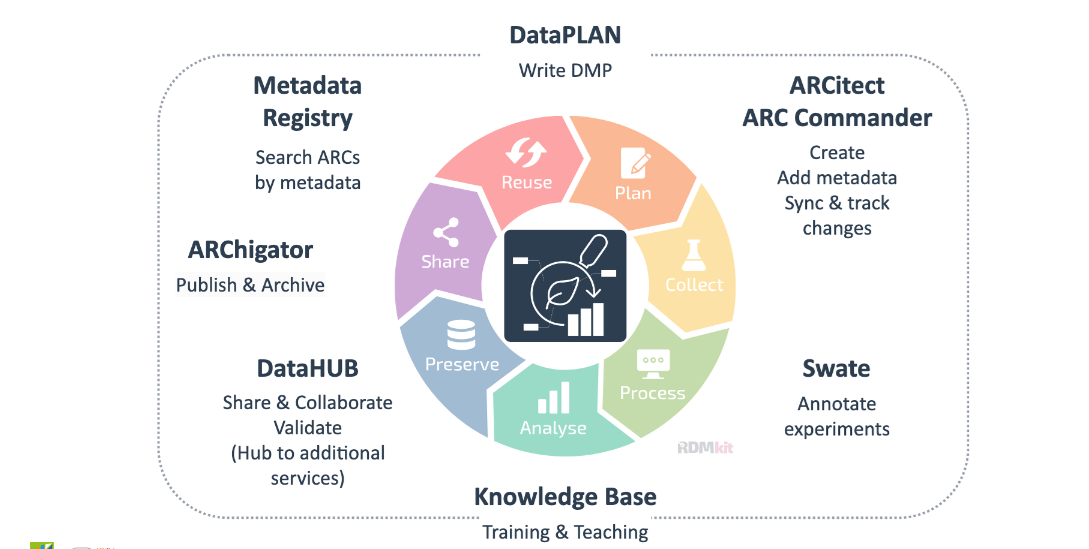 DataPLAN
Write DMP
Metadata
Registry
Search ARCs
by metadata
ARCitect
ARC Commander
Create
Add metadata
Sync & track
changes
Reuse
Plan
ARChigator
Publish & Archive
Share
Collect
DataHUB
Share & Collaborate
Validate
(Hub to additional
services)
Preserve
Process
Analyse
Swate
Annotate
experiments
RDMkit
Knowledge Base
Training & Teaching